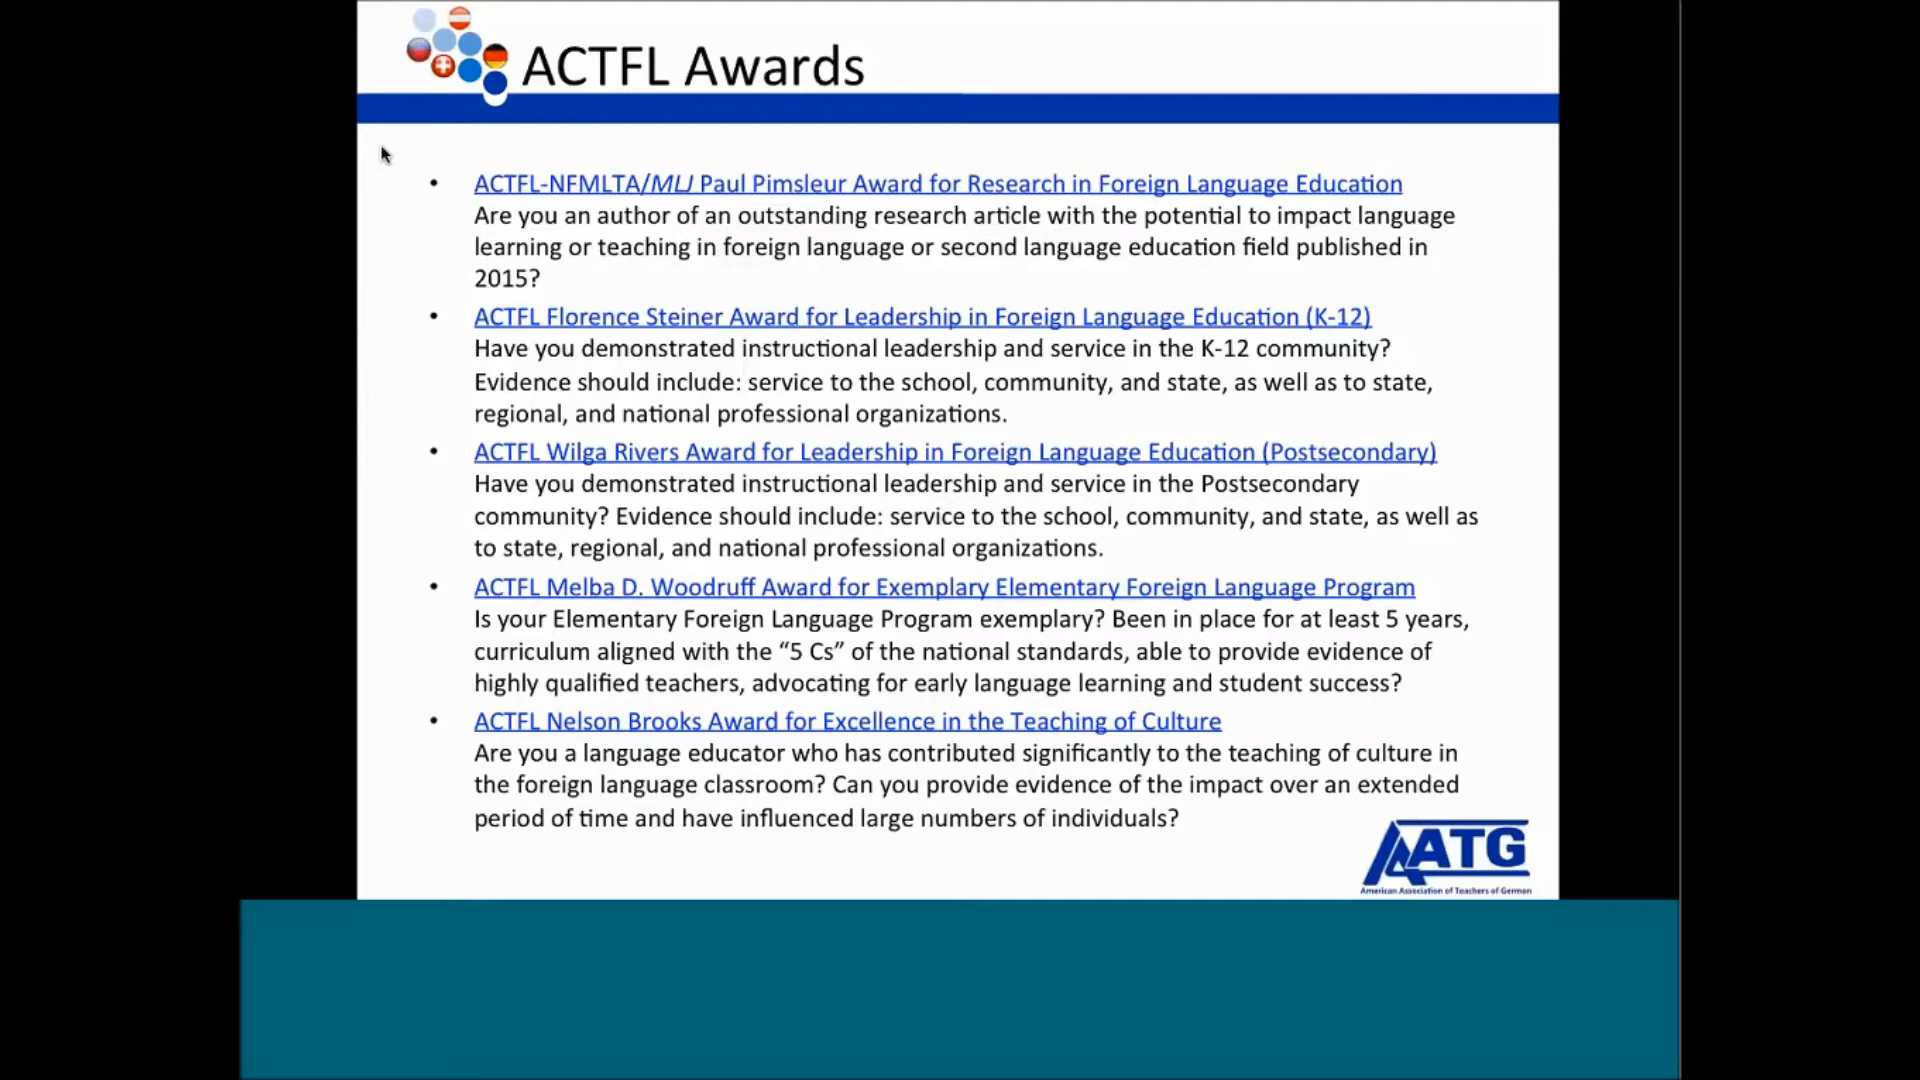 ACTFL Awards
• ACTFL-NFMLTA/MLJ Paul Pimsleur Award for Research in Foreign Language Education
Are you an author of an outstanding research article with the potential to impact language
learning or teaching in foreign language or second language education field published in
2015?
• ACTFL Florence Steiner Award for Leadership in Foreign Language Education (K-12)
Have you demonstrated instructional leadership and service in the K-12 community?
Evidence should include: service to the school, community, and state, as well as to state,
regional, and national professional organizations.
• ACTFL Wilga Rivers Award for Leadership in Foreign Language Education (Postsecondary)
Have you demonstrated instructional leadership and service in the Postsecondary
community? Evidence should include: service to the school, community, and state, as well as
to state, regional, and national professional organizations.
• ACTFL Melba D. Woodruff Award for Exemplary Elementary Foreign Language Program
Is your Elementary Foreign Language Program exemplary? Been in place for at least 5 years,
curriculum aligned with the “5 Cs” of the national standards, able to provide evidence of
highly qualified teachers, advocating for early language learning and student success?
• ACTFL Nelson Brooks Award for Excellence in the Teaching of Culture
Are you a language educator who has contributed significantly to the teaching of culture in
the foreign language classroom? Can you provide evidence of the impact over an extended
period of time and have influenced large numbers of individuals?
AATG
American Association of Teachers of German